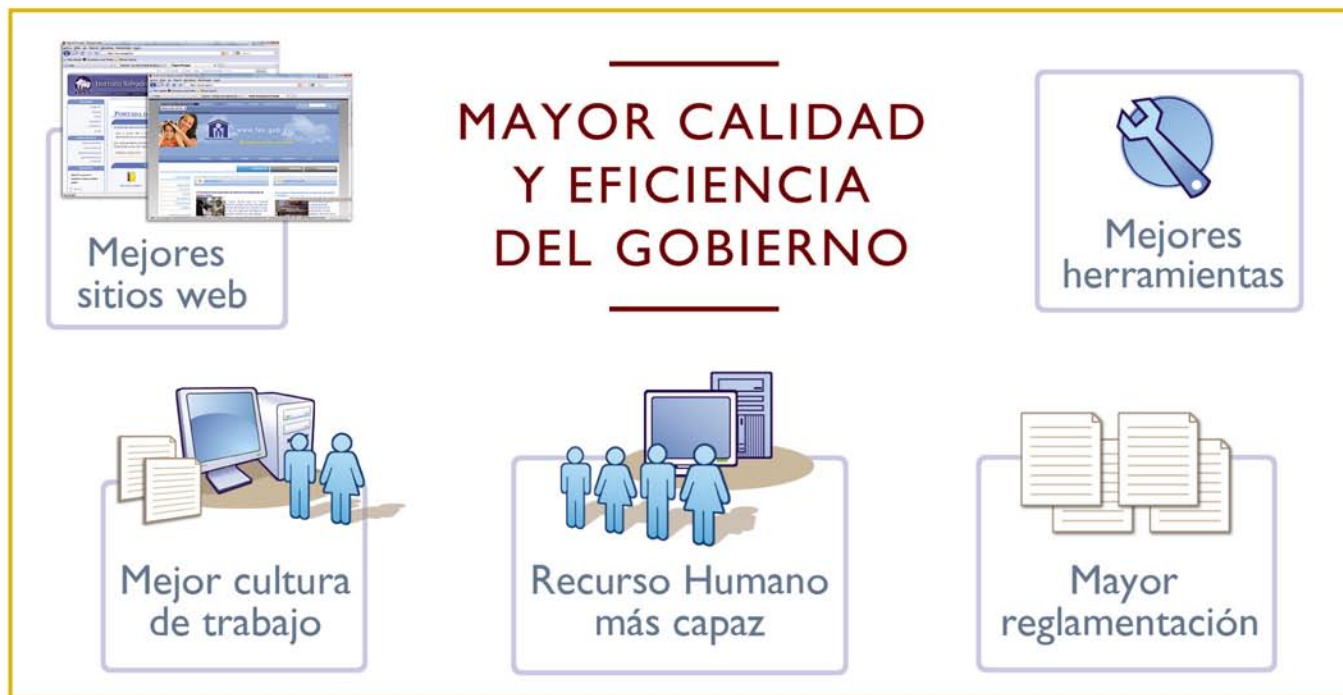 MAYOR CALIDAD
Y EFICIENCIA
DEL GOBIERNO
Mejores
sitios web
Mejores
herramientas
Mejor cultura
de trabajo
Recurso Humano
más capaz
Mayor
reglamentación